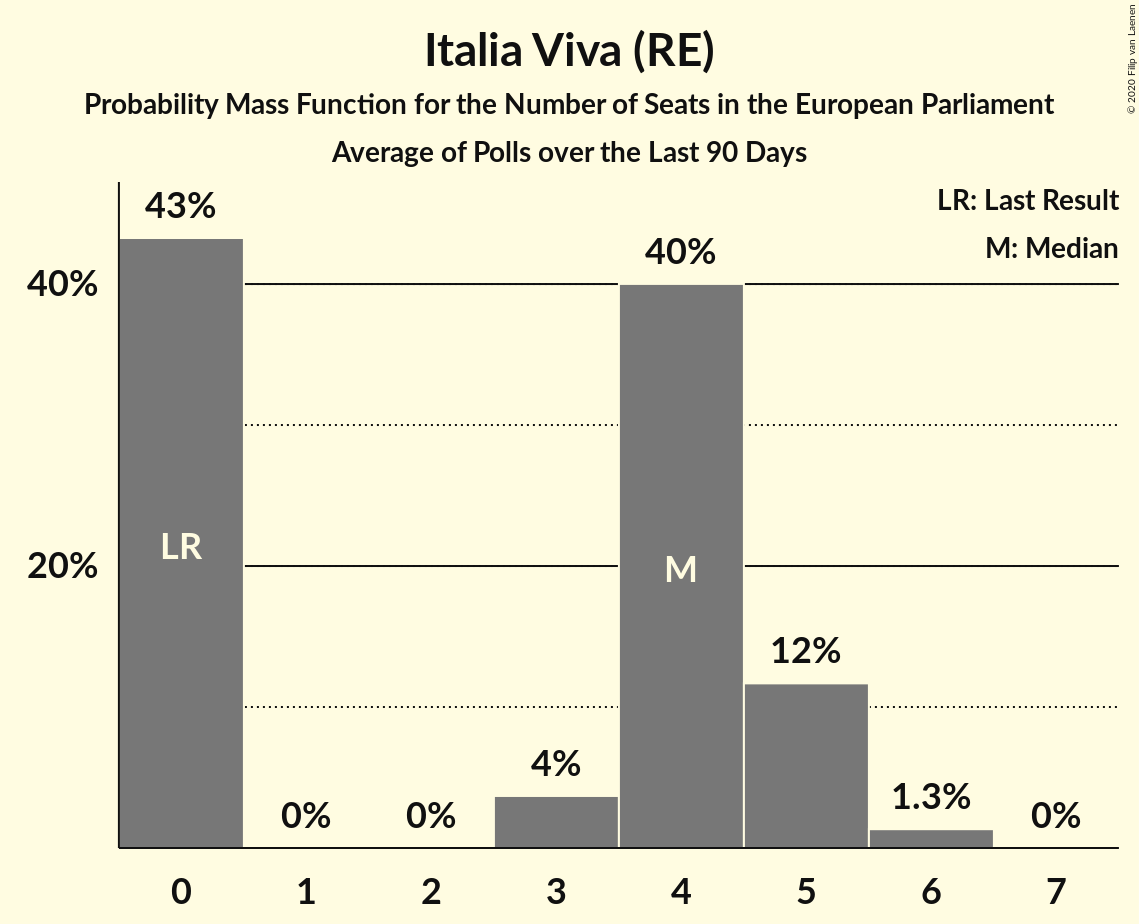 Italia Viva (RE)
Probability Mass Function for the Number of Seats in the European Parliament
Average of Polls over the Last 90 Days
© 2020 Filip van Laenen
LR: Last Result
M: Median
43%
40%
40%
20%
LR
M
12%
4%
1.3%
0%
0%
0%
0
1
2
3
4
5
6
7